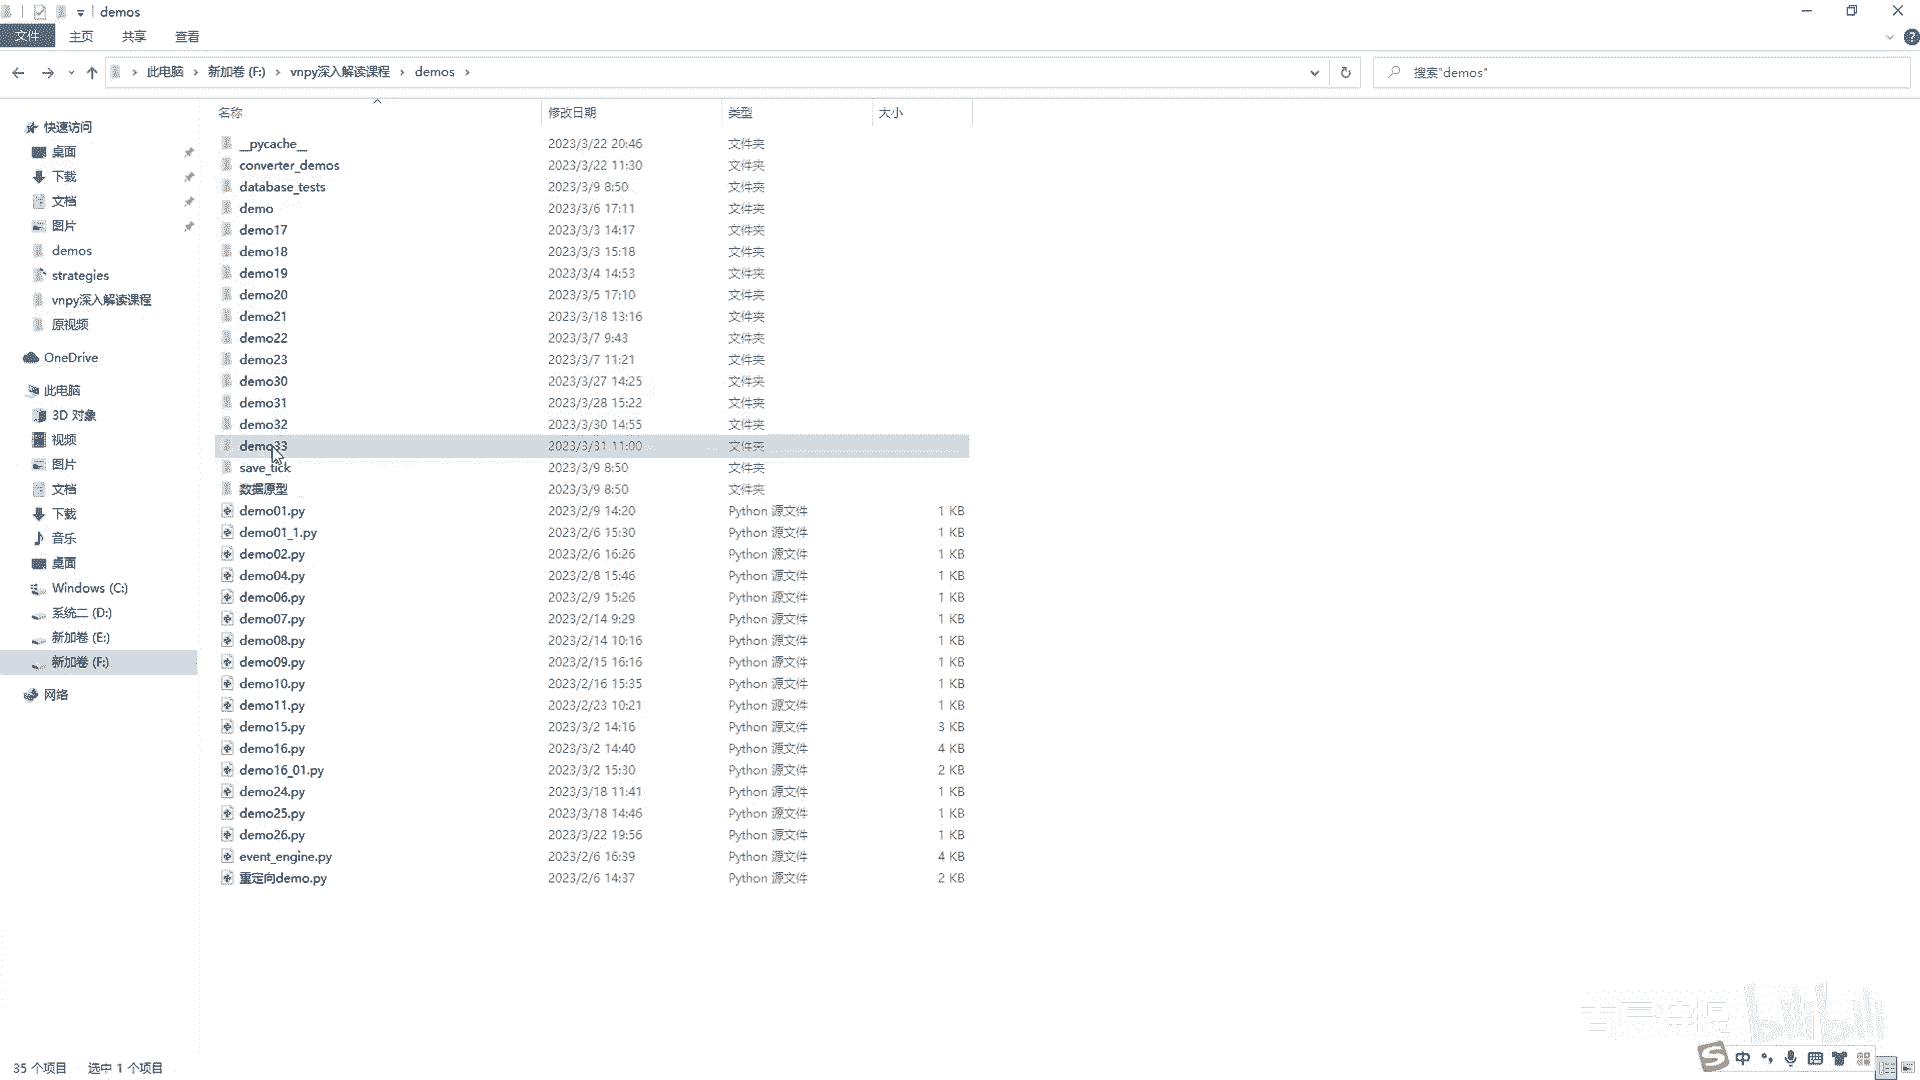 demos
文件 主页 共享 查看
此电脑 新加卷 (F:) vnpy深入解读课程 demos
搜索"demos"
名称 修改日期 类型 大小
快速访问
桌面
下载
文档
图片
demos
strategies
vnpy深入解读课程
原视频
OneDrive
此电脑
3D 对象
视频
图片
文档
下载
音乐
桌面
Windows (C:)
系统二 (D:)
新加卷 (E:)
新加卷 (F:)
网络
__pycache__ 2023/3/22 20:46 文件夹
converter_demos 2023/3/22 11:30 文件夹
database_tests 2023/3/9 8:50 文件夹
demo 2023/3/6 17:11 文件夹
demo17 2023/3/3 14:17 文件夹
demo18 2023/3/3 15:18 文件夹
demo19 2023/3/4 14:53 文件夹
demo20 2023/3/5 17:10 文件夹
demo21 2023/3/18 13:16 文件夹
demo22 2023/3/7 9:43 文件夹
demo23 2023/3/7 11:21 文件夹
demo30 2023/3/27 14:25 文件夹
demo31 2023/3/28 15:22 文件夹
demo32 2023/3/30 14:55 文件夹
demo33 2023/3/31 11:00 文件夹
save_tick 2023/3/9 8:50 文件夹
数据原型 2023/3/9 8:50 文件夹
demo01.py 2023/2/9 14:20 Python 源文件 1 KB
demo01_1.py 2023/2/6 15:30 Python 源文件 1 KB
demo02.py 2023/2/6 16:26 Python 源文件 1 KB
demo04.py 2023/2/8 15:46 Python 源文件 1 KB
demo06.py 2023/2/9 15:26 Python 源文件 1 KB
demo07.py 2023/2/14 9:29 Python 源文件 1 KB
demo08.py 2023/2/14 10:16 Python 源文件 1 KB
demo09.py 2023/2/15 16:16 Python 源文件 1 KB
demo10.py 2023/2/16 15:35 Python 源文件 1 KB
demo11.py 2023/2/23 10:21 Python 源文件 1 KB
demo15.py 2023/3/2 14:16 Python 源文件 3 KB
demo16.py 2023/3/2 14:40 Python 源文件 4 KB
demo16_01.py 2023/3/2 15:30 Python 源文件 2 KB
demo24.py 2023/3/18 11:41 Python 源文件 1 KB
demo25.py 2023/3/18 14:46 Python 源文件 1 KB
demo26.py 2023/3/22 19:56 Python 源文件 1 KB
event_engine.py 2023/2/6 16:39 Python 源文件 4 KB
重定向demo.py 2023/2/6 14:37 Python 源文件 2 KB
bilibili
中
35 个项目 选中 1 个项目